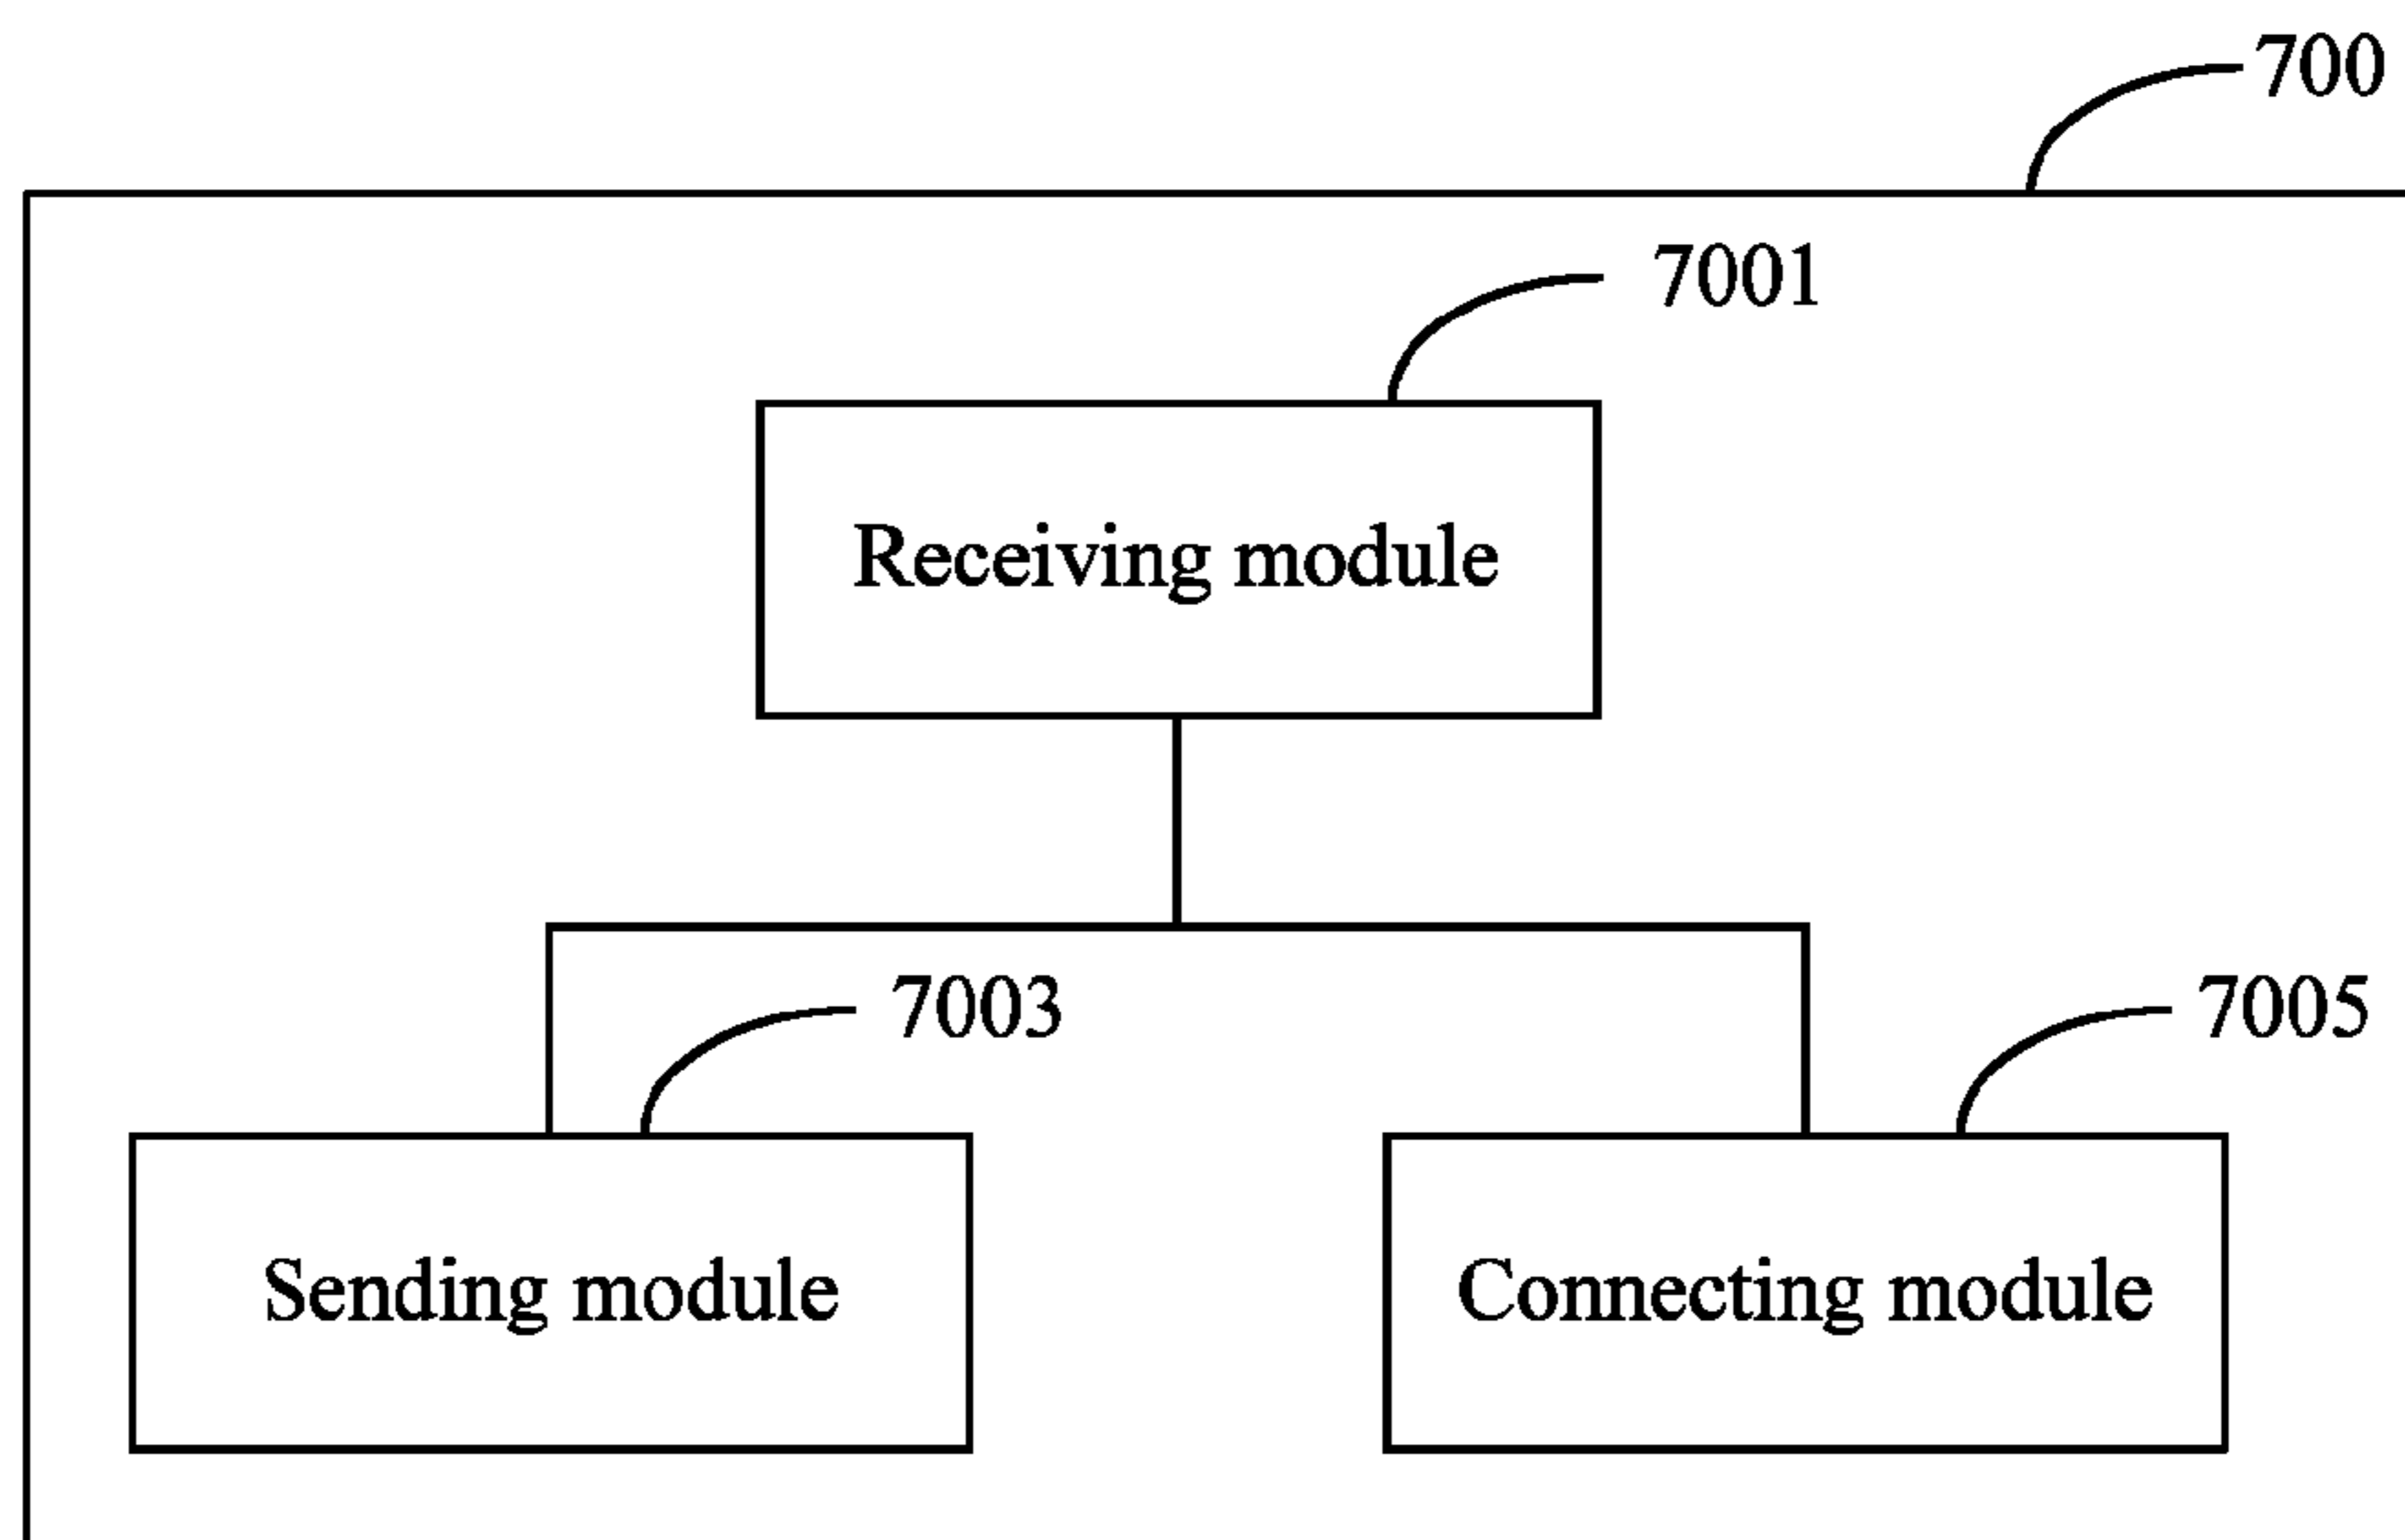 700
7001
Receiving module
7003
7005
Sending module
Connecting module